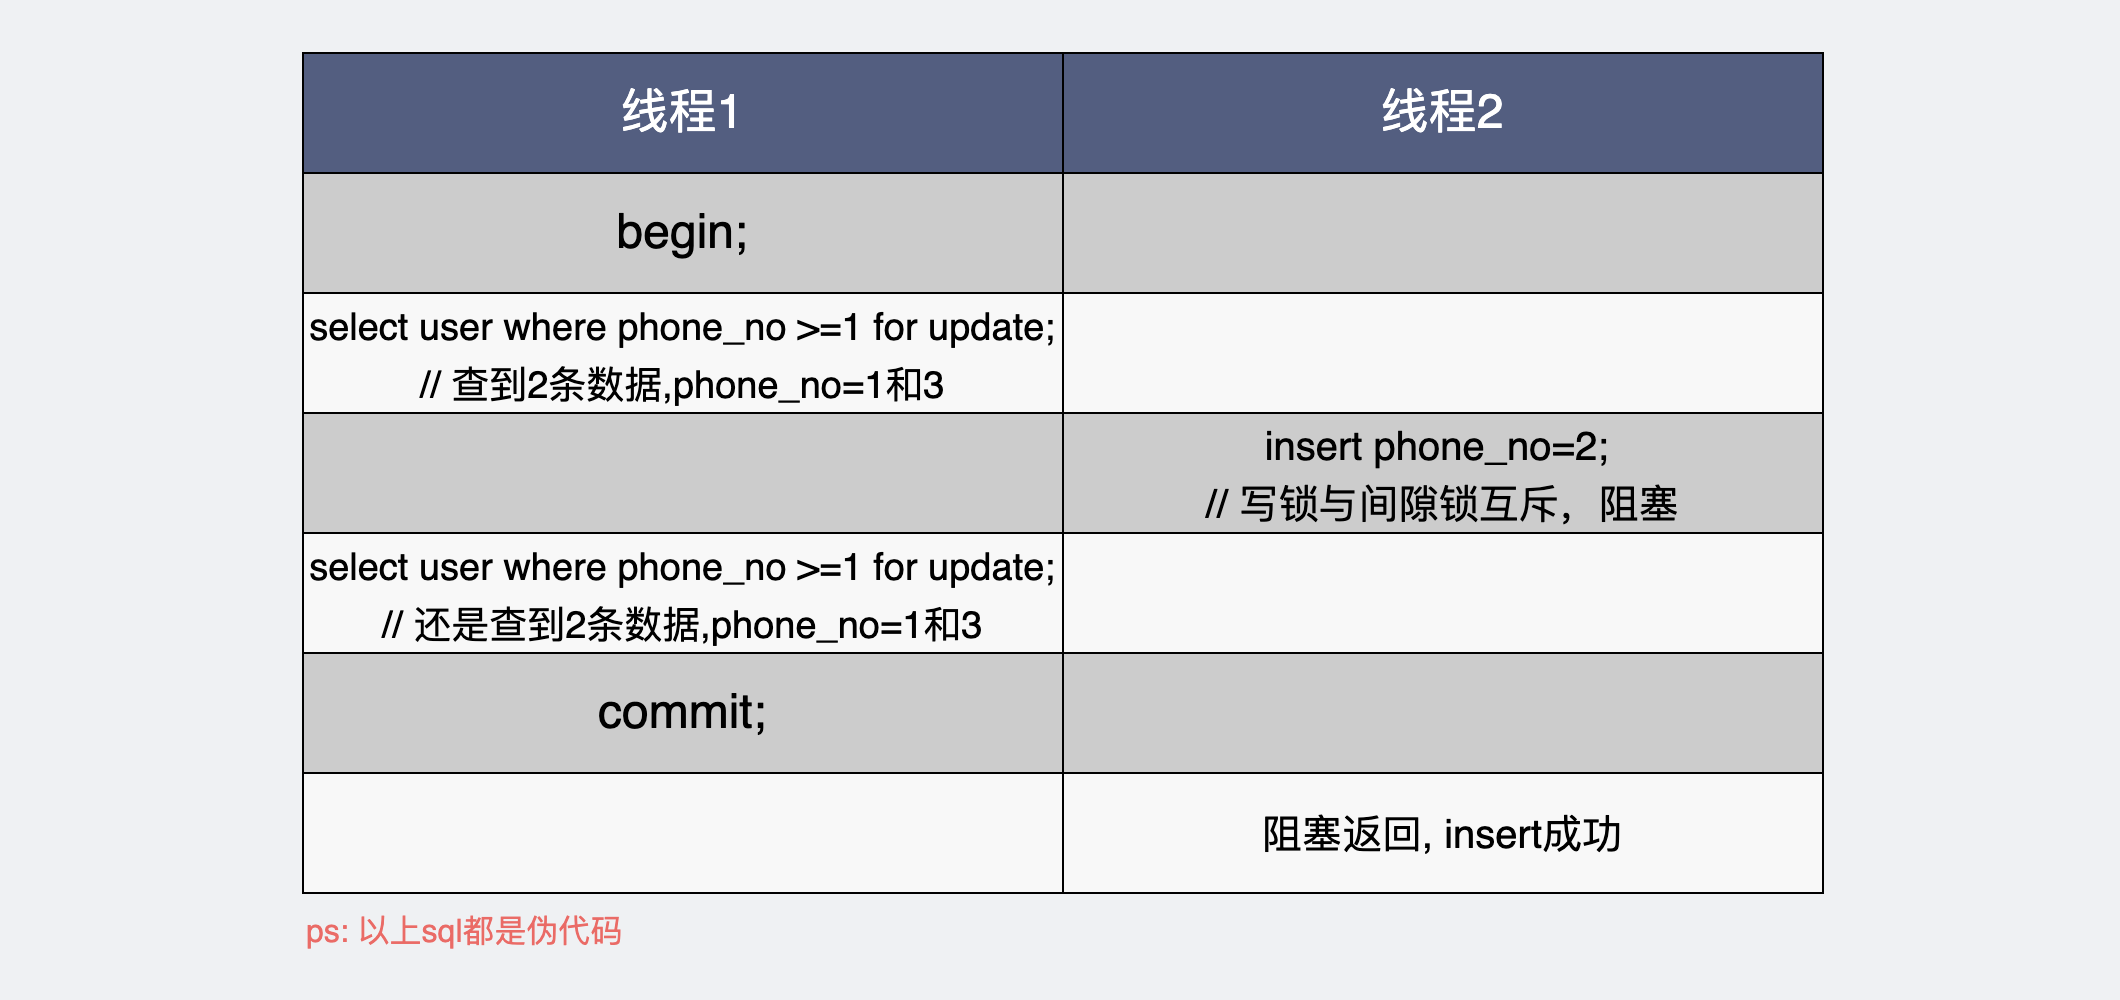 线程1
线程2
begin;
select user where phone_no >=1 for update;
// 查到2条数据,phone_no=1和3
insert phone_no=2;
// 写锁与间隙锁互斥，阻塞
select user where phone_no >=1 for update;
// 还是查到2条数据,phone_no=1和3
commit;
阻塞返回, insert成功
ps: 以上sql都是伪代码